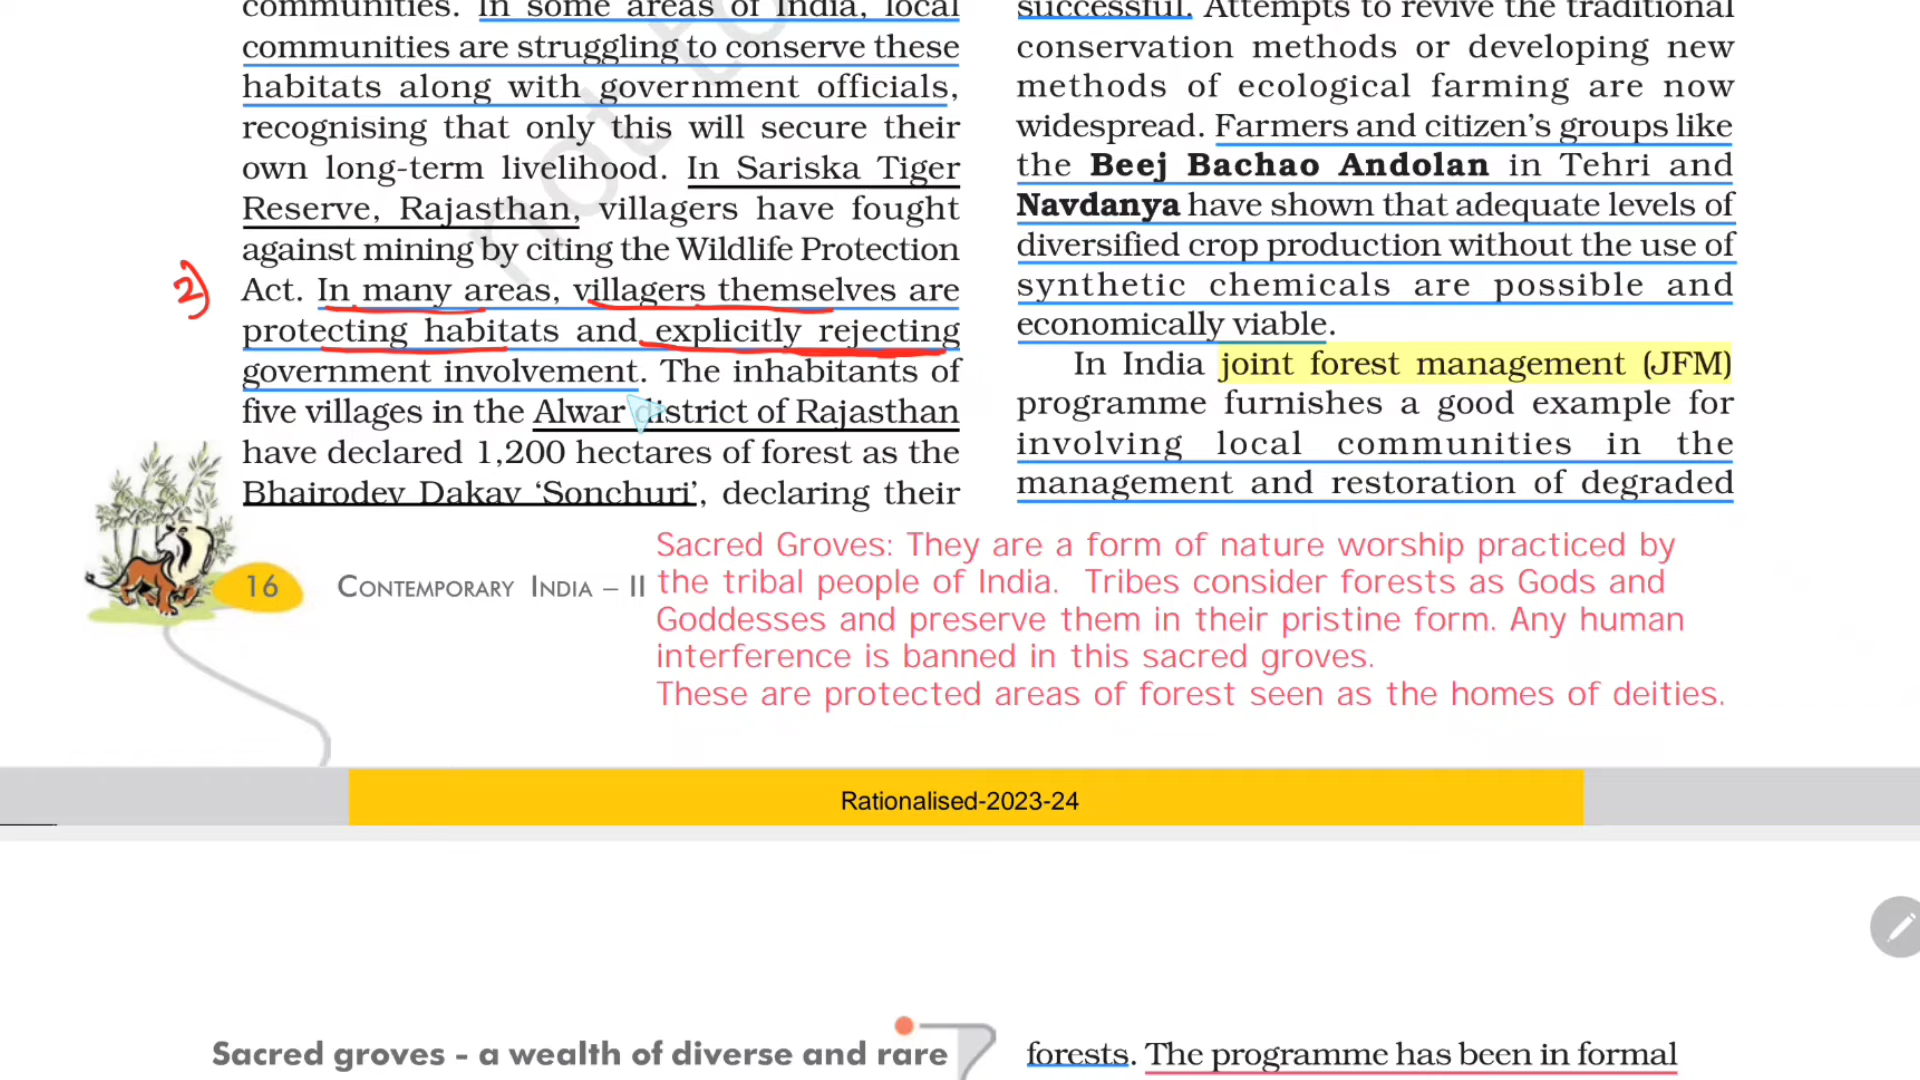 communities. In some areas of India, local
communities are struggling to conserve these
habitats along with government officials,
recognising that only this will secure their
own long-term livelihood. In Sariska Tiger
Reserve, Rajasthan, villagers have fought
against mining by citing the Wildlife Protection
2) Act. In many areas, villagers themselves are
protecting habitats and explicitly rejecting
government involvement. The inhabitants of
five villages in the Alwar district of Rajasthan
have declared 1,200 hectares of forest as the
Bhairodev Dakav ‘Sonchuri’, declaring their
successful. Attempts to revive the traditional
conservation methods or developing new
methods of ecological farming are now
widespread. Farmers and citizen’s groups like
the Beej Bachao Andolan in Tehri and
Navdanya have shown that adequate levels of
diversified crop production without the use of
synthetic chemicals are possible and
economically viable.
In India joint forest management (JFM)
programme furnishes a good example for
involving local communities in the
management and restoration of degraded
Sacred Groves: They are a form of nature worship practiced by
the tribal people of India. Tribes consider forests as Gods and
Goddesses and preserve them in their pristine form. Any human
interference is banned in this sacred groves.
These are protected areas of forest seen as the homes of deities.
16 CONTEMPORARY INDIA – II
not to
Rationalised-2023-24
Sacred groves - a wealth of diverse and rare
forests. The programme has been in formal